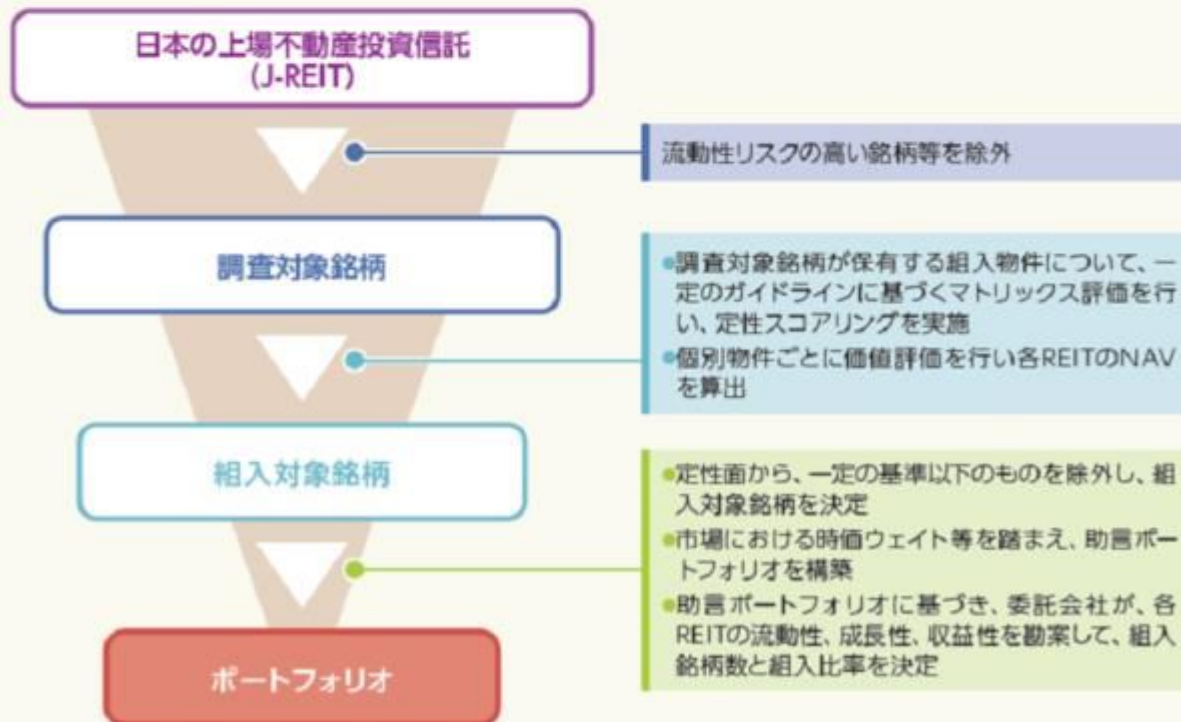 日本の上場不動産投資信託
(J-REIT)
流動性リスクの高い銘柄等を除外
調査対象銘柄
●調査対象銘柄が保有する組入物件について、一
定のガイドラインに基づくマトリックス評価を行
い、定性スコアリングを実施
●個別物件ごとに価値評価を行い各REITのNAV
を算出
組入対象銘柄
●定性面から、一定の基準以下のものを除外し、組
入対象銘柄を決定
●市場における時価ウェイト等を踏まえ、助言ポー
トフォリオを構築
●助言ポートフォリオに基づき、委託会社が、各
REITの流動性、成長性、収益性を勘案して、組入
銘柄数と組入比率を決定
ポートフォリオ